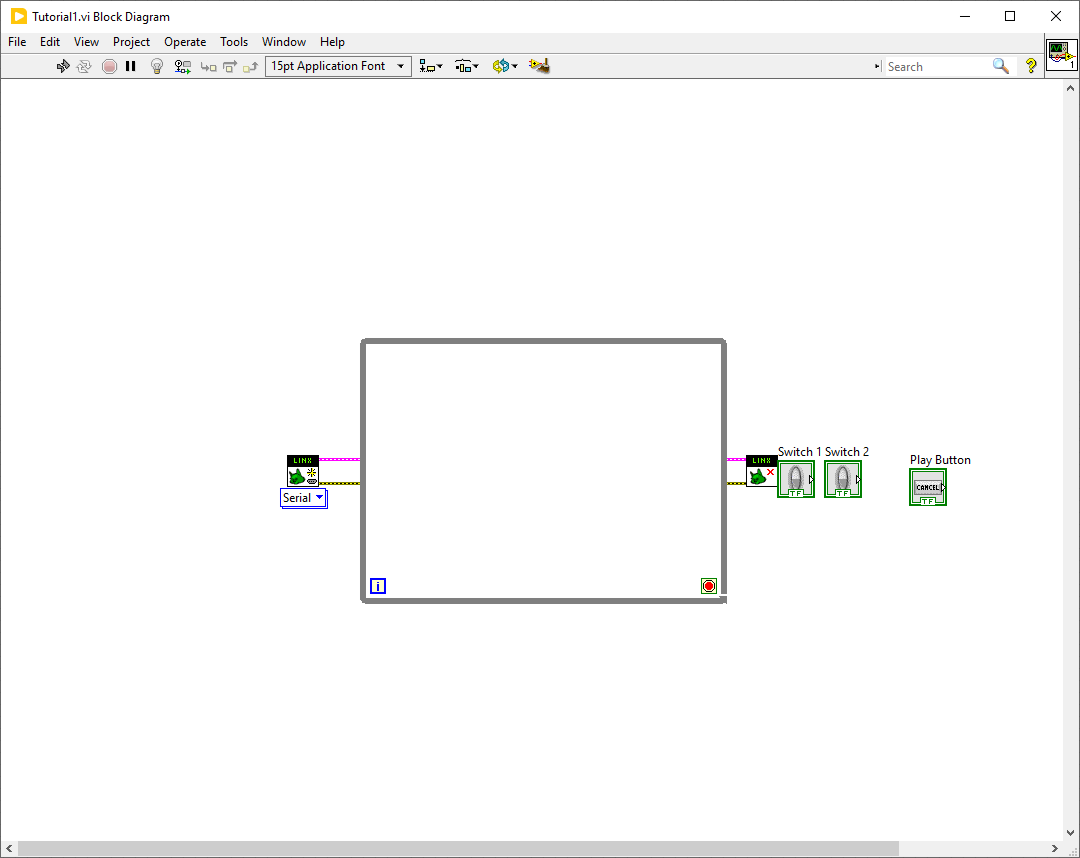 Tutorial1.vi Block Diagram
File Edit View Project Operate Tools Window Help
15pt Application Font
Search
?
1
Switch 1 Switch 2
LINX
LINX
Play Button
TF
TF
CANCEL
Serial
TF
i